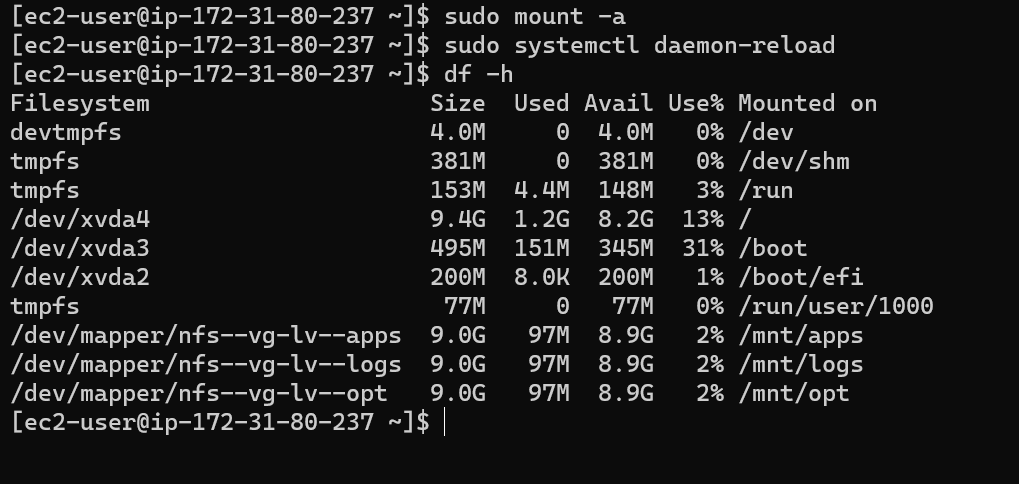 [ec2-user@ip-172-31-80-237 ~]$ sudo mount -a
[ec2-user@ip-172-31-80-237 ~]$ sudo systemctl daemon-reload
[ec2-user@ip-172-31-80-237 ~]$ df -h
Filesystem                    Size  Used Avail Use% Mounted on
devtmpfs                      4.0M     0  4.0M   0% /dev
tmpfs                         381M     0  381M   0% /dev/shm
tmpfs                         153M  4.4M  148M   3% /run
/dev/xvda4                    9.4G  1.2G  8.2G  13% /
/dev/xvda3                    495M  151M  345M  31% /boot
/dev/xvda2                    200M  8.0K  200M   1% /boot/efi
tmpfs                          77M     0   77M   0% /run/user/1000
/dev/mapper/nfs--vg-lv--apps  9.0G   97M  8.9G   2% /mnt/apps
/dev/mapper/nfs--vg-lv--logs  9.0G   97M  8.9G   2% /mnt/logs
/dev/mapper/nfs--vg-lv--opt   9.0G   97M  8.9G   2% /mnt/opt
[ec2-user@ip-172-31-80-237 ~]$